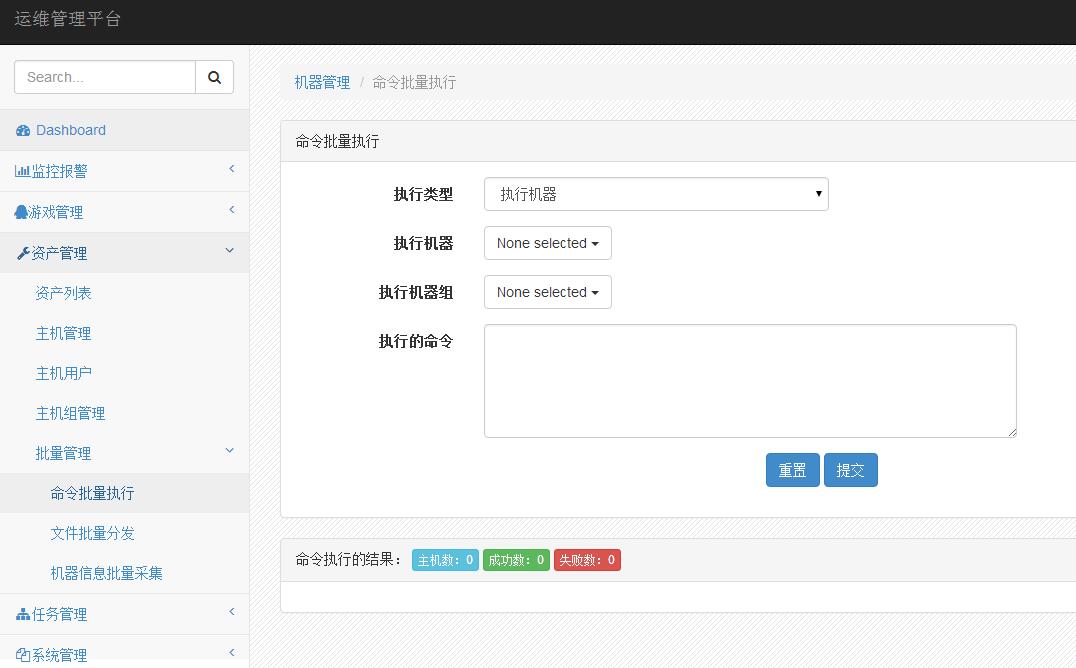 运维管理平台
Search...
Dashboard
监控报警
游戏管理
资产管理
资产列表
主机管理
主机用户
主机组管理
批量管理
命令批量执行
文件批量分发
机器信息批量采集
任务管理
系统管理
机器管理 / 命令批量执行
命令批量执行
执行类型 执行机器
执行机器 None selected
执行机器组 None selected
执行的命令
重置 提交
命令执行的结果： 主机数：0 成功数：0 失败数：0